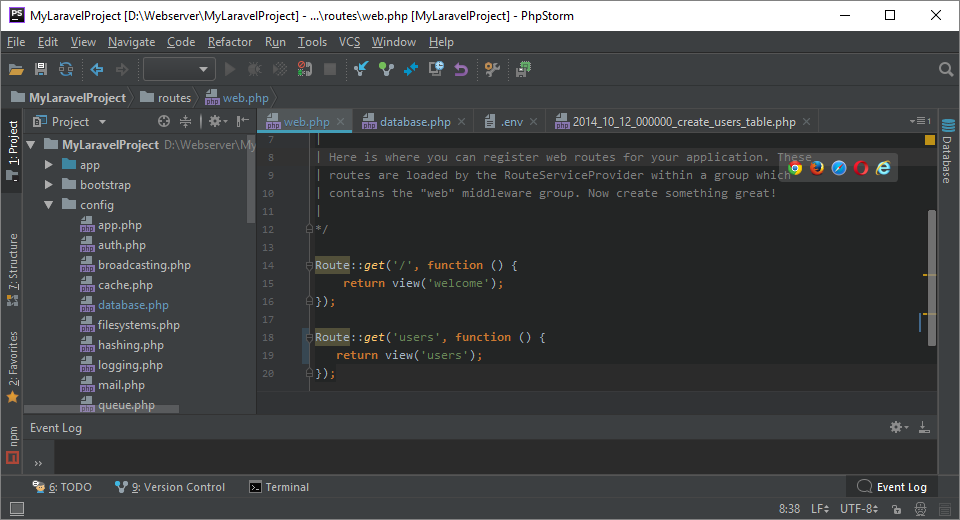 MyLaravelProject [D:\Webserver\MyLaravelProject] - ...\routes\web.php [MyLaravelProject] - PhpStorm
File Edit View Navigate Code Refactor Run Tools VCS Window Help
MyLaravelProject routes web.php
1: Project
Project
web.php database.php .env 2014_10_12_000000_create_users_table.php
1
MyLaravelProject D:\Webserver\My
app
bootstrap
config
app.php
auth.php
broadcasting.php
cache.php
database.php
filesystems.php
hashing.php
logging.php
mail.php
queue.php
7 |
8 | Here is where you can register web routes for your application. These
9 | routes are loaded by the RouteServiceProvider within a group which
10 | contains the "web" middleware group. Now create something great!
11 |
12 */
13
14 Route::get('/', function () {
15 return view('welcome');
16 });
17
18 Route::get('users', function () {
19 return view('users');
20 });
Database
7: Structure
2: Favorites
npm
Event Log
»
6: TODO 9: Version Control Terminal Event Log
8:38 LF UTF-8